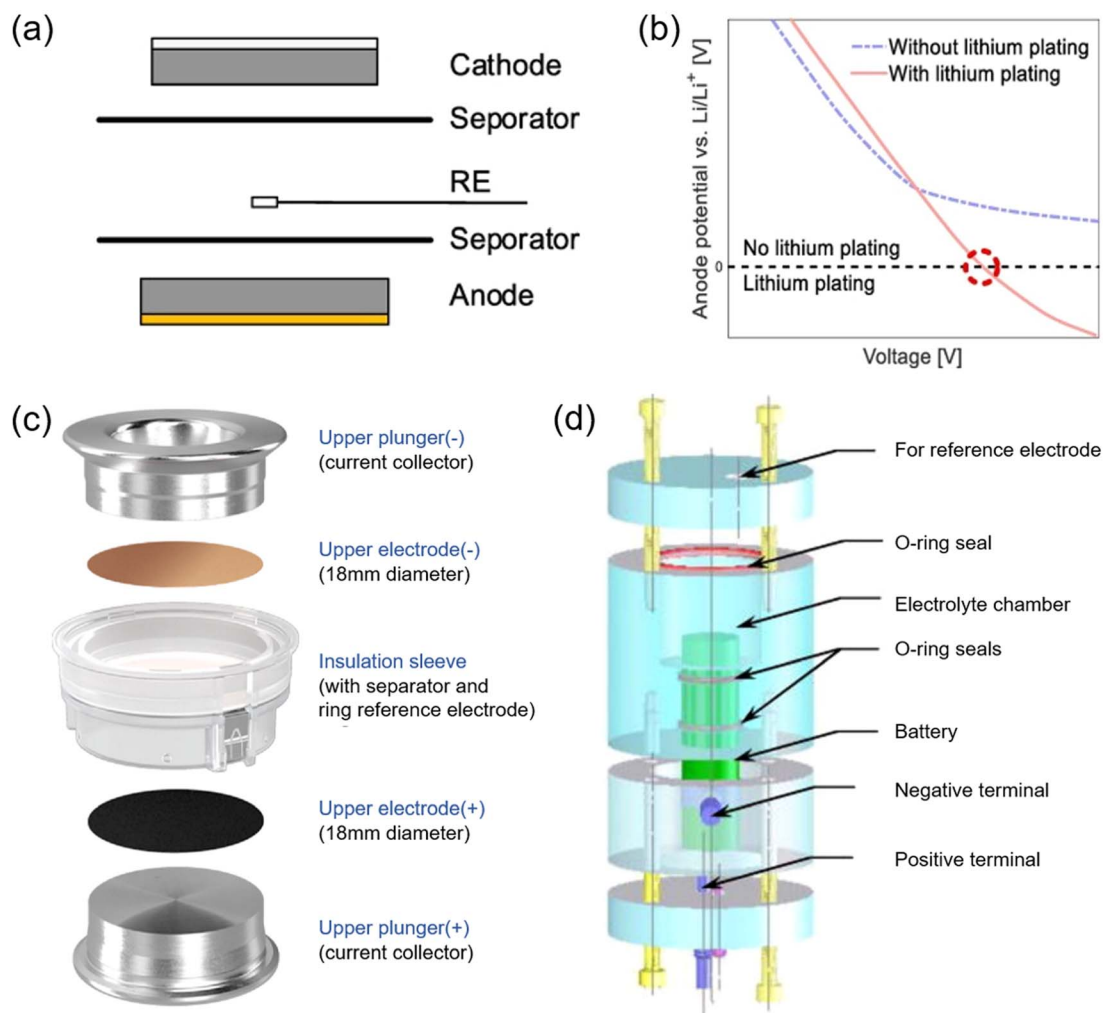 (a)
Cathode
Seporator
RE
Seporator
Anode
(b)
Anode potential vs. Li/Li⁺ [V]
Without lithium plating
With lithium plating
No lithium plating
0
Lithium plating
Voltage [V]
(c)
Upper plunger(-)
(current collector)
Upper electrode(-)
(18mm diameter)
Insulation sleeve
(with separator and
ring reference electrode)
Upper electrode(+)
(18mm diameter)
Upper plunger(+)
(current collector)
(d)
For reference electrode
O-ring seal
Electrolyte chamber
O-ring seals
Battery
Negative terminal
Positive terminal